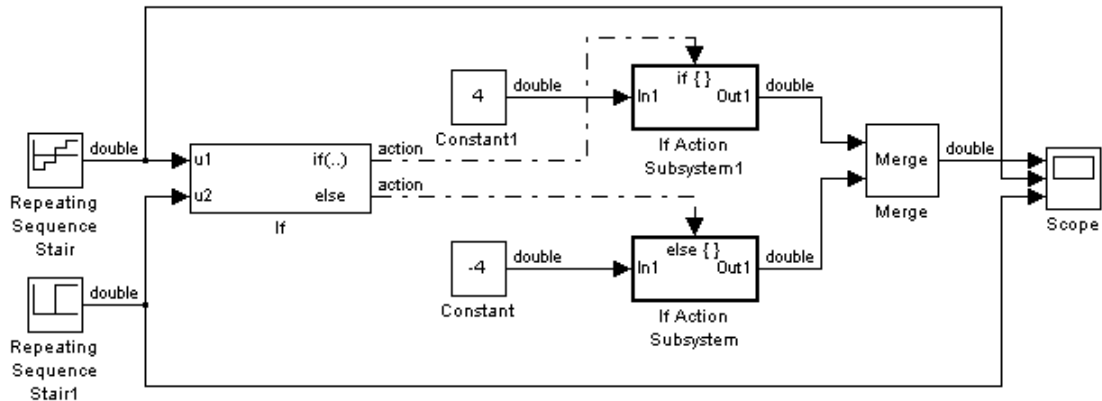 double
if { }
4
double
In1
Out1
Constant1
If Action
Subsystem1
double
u1
if(..)
action
Merge
double
u2
else
action
Repeating
Sequence
Stair
If
Merge
Scope
else { }
-4
double
In1
Out1
double
Constant
If Action
Subsystem
double
Repeating
Sequence
Stair1